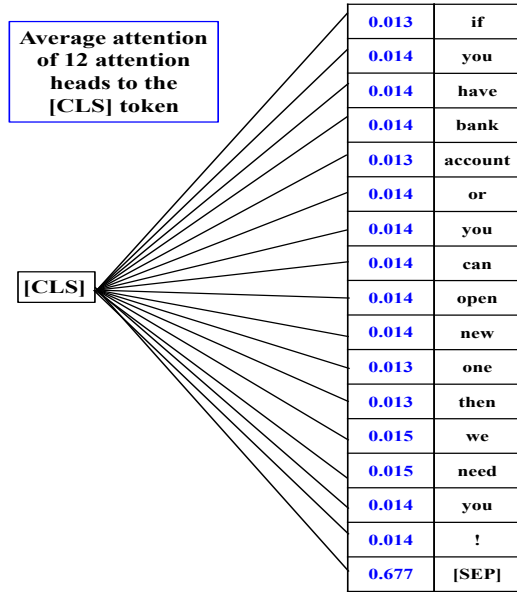 Average attention
of 12 attention
heads to the
[CLS] token
[CLS]
0.013 if
0.014 you
0.014 have
0.014 bank
0.013 account
0.014 or
0.014 you
0.014 can
0.014 open
0.014 new
0.013 one
0.013 then
0.015 we
0.015 need
0.014 you
0.014 !
0.677 [SEP]